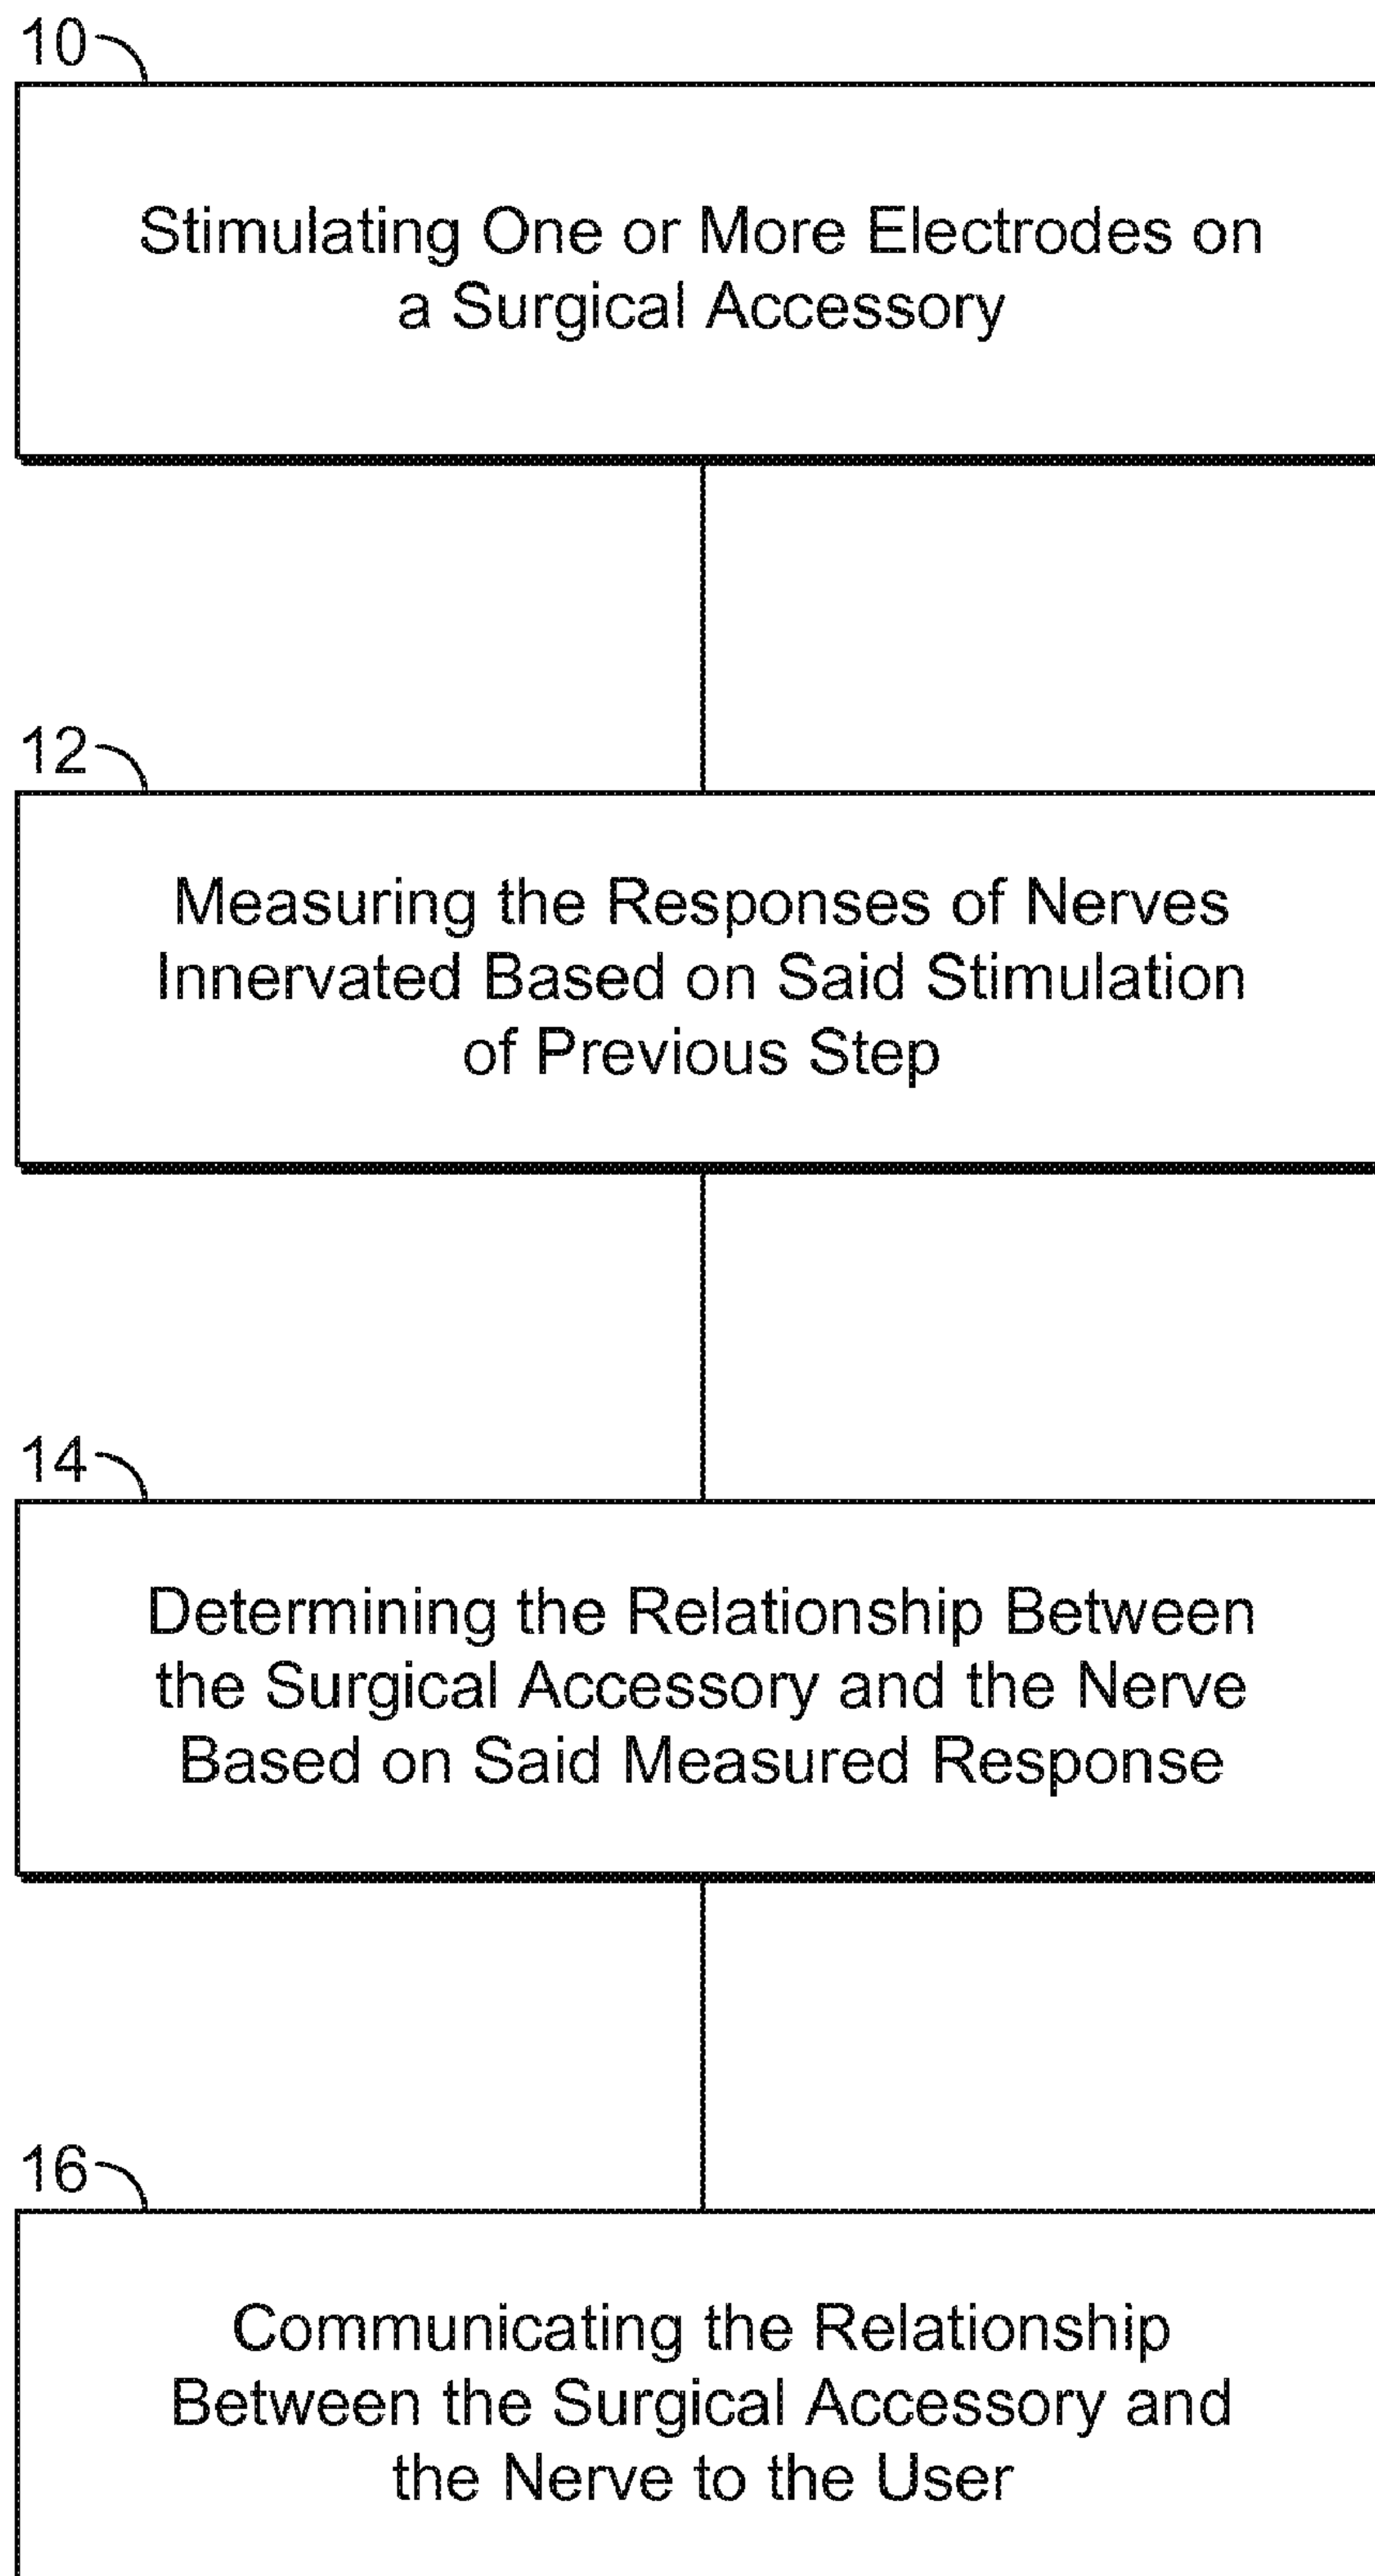 10
Stimulating One or More Electrodes on
a Surgical Accessory
12
Measuring the Responses of Nerves
Innervated Based on Said Stimulation
of Previous Step
14
Determining the Relationship Between
the Surgical Accessory and the Nerve
Based on Said Measured Response
16
Communicating the Relationship
Between the Surgical Accessory and
the Nerve to the User